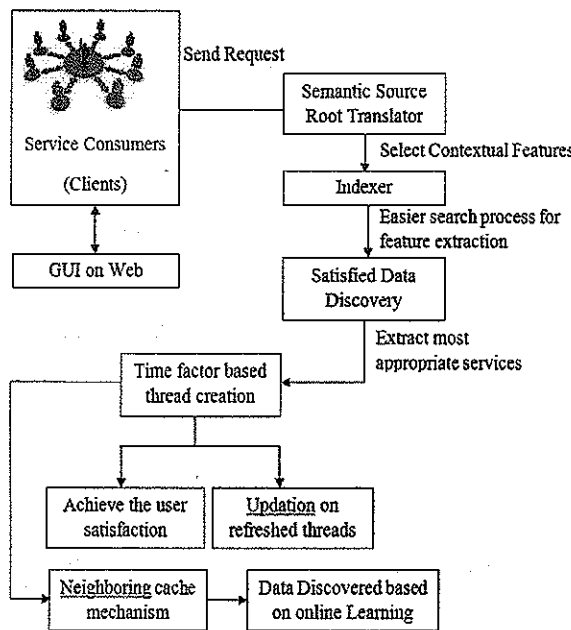 Send Request
Service Consumers
(Clients)
Semantic Source
Root Translator
Select Contextual Features
Indexer
Easier search process for
feature extraction
GUI on Web
Satisfied Data
Discovery
Extract most
appropriate services
Time factor based
thread creation
Achieve the user
satisfaction
Updation on
refreshed threads
Neighboring cache
mechanism
Data Discovered based
on online Learning